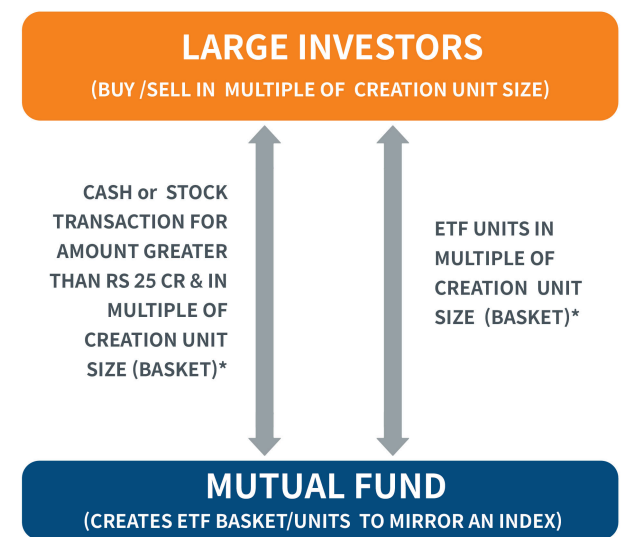 LARGE INVESTORS
(BUY /SELL IN MULTIPLE OF CREATION UNIT SIZE)
CASH or STOCK
TRANSACTION FOR
AMOUNT GREATER
THAN RS 25 CR & IN
MULTIPLE OF
CREATION UNIT
SIZE (BASKET)*
ETF UNITS IN
MULTIPLE OF
CREATION UNIT
SIZE (BASKET)*
MUTUAL FUND
(CREATES ETF BASKET/UNITS TO MIRROR AN INDEX)